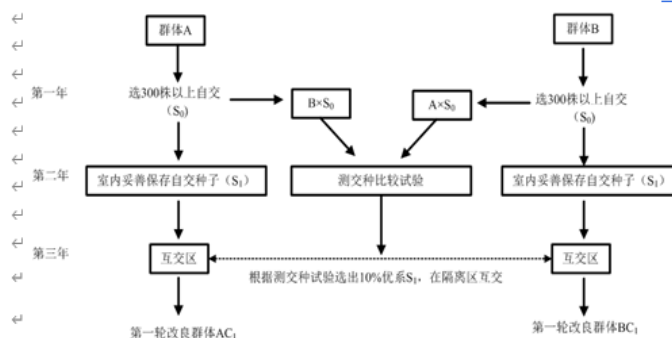 群体A
群体B
第一年
选300株以上自交
（S₀)
B×S₀
A×S₀
选300株以上自交
（S₀)
第二年
室内妥善保存自交种子（S₁）
测交种比较试验
室内妥善保存自交种子（S₁）
第三年
互交区
互交区
根据测交种试验选出10%优系S₁，在隔离区互交
第一轮改良群体AC₁
第一轮改良群体BC₁